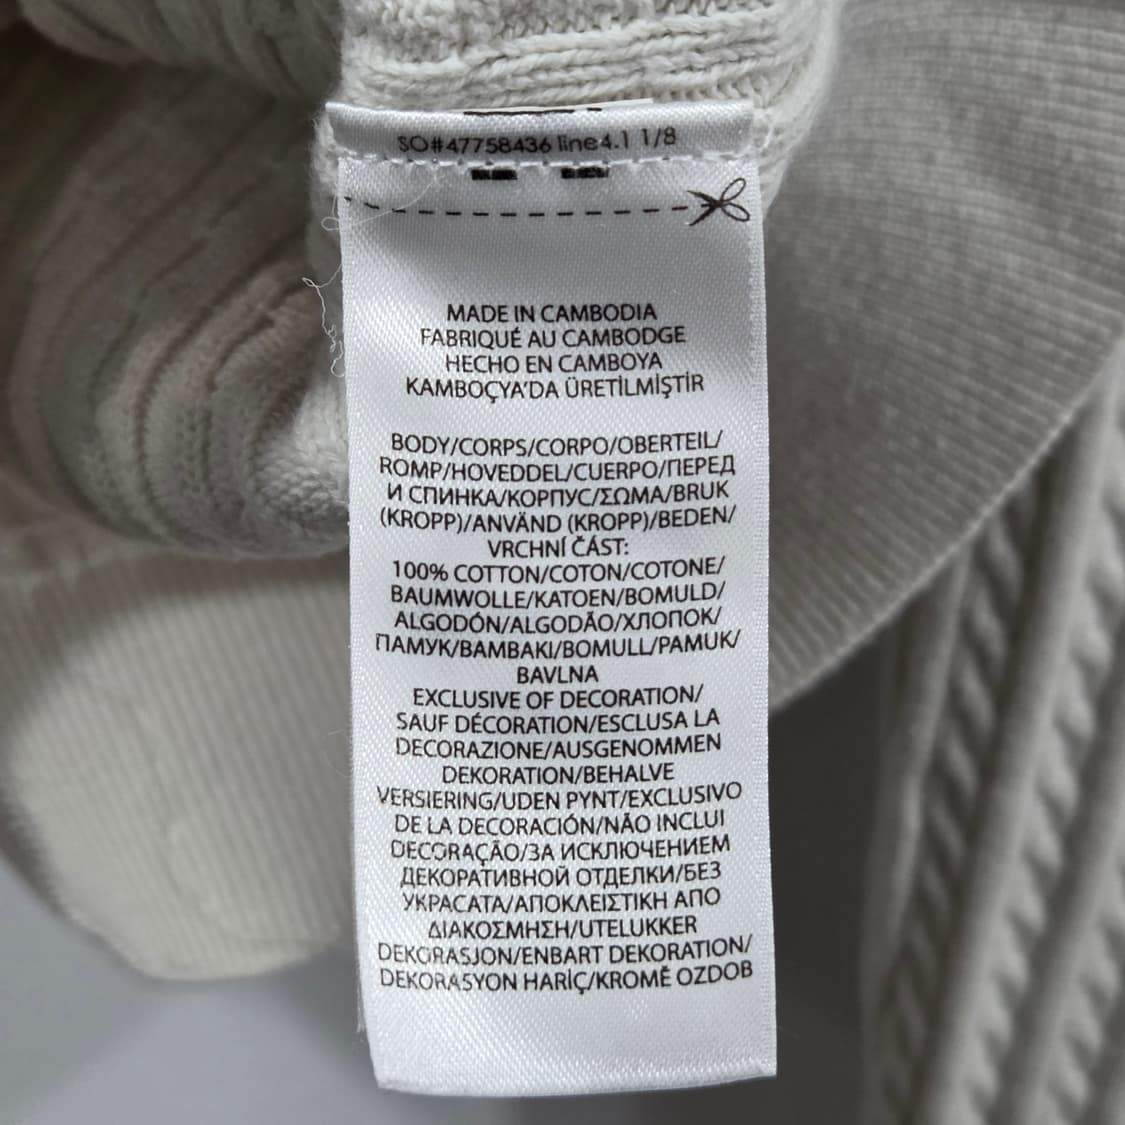 SO#47758436 line4.1 1/8
MADE IN CAMBODIA
FABRIQUÉ AU CAMBODGE
HECHO EN CAMBOYA
KAMBOÇYA'DA ÜRETİLMİŞTİR
BODY/CORPS/CORPO/OBERTEIL/
ROMP/HOVEDDEL/CUERPO/ПЕРЕД
И СПИНКА/КОРПУС/ΣΩΜΑ/BRUK
(KROPP)/ANVÄND (KROPP)/BEDEN/
VRCHNÍ ČÁST:
100% COTTON/COTON/COTONE/
BAUMWOLLE/KATOEN/BOMULD/
ALGODÓN/ALGODÃO/ХЛОПОК/
ПАМУК/ΒΑΜΒΑΚΙ/BOMULL/PAMUK/
BAVLNA
EXCLUSIVE OF DECORATION/
SAUF DÉCORATION/ESCLUSA LA
DECORAZIONE/AUSGENOMMEN
DEKORATION/BEHALVE
VERSIERING/UDEN PYNT/EXCLUSIVO
DE LA DECORACIÓN/NÃO INCLUI
DECORAÇÃO/ЗА ИСКЛЮЧЕНИЕМ
ДЕКОРАТИВНОЙ ОТДЕЛКИ/БЕЗ
УКРАСАТА/ΑΠΟΚΛΕΙΣΤΙΚΗ ΑΠΟ
ΔΙΑΚΟΣΜΗΣΗ/UTELUKKER
DEKORASJON/ENBART DEKORATION/
DEKORASYON HARİÇ/KROMĚ OZDOB